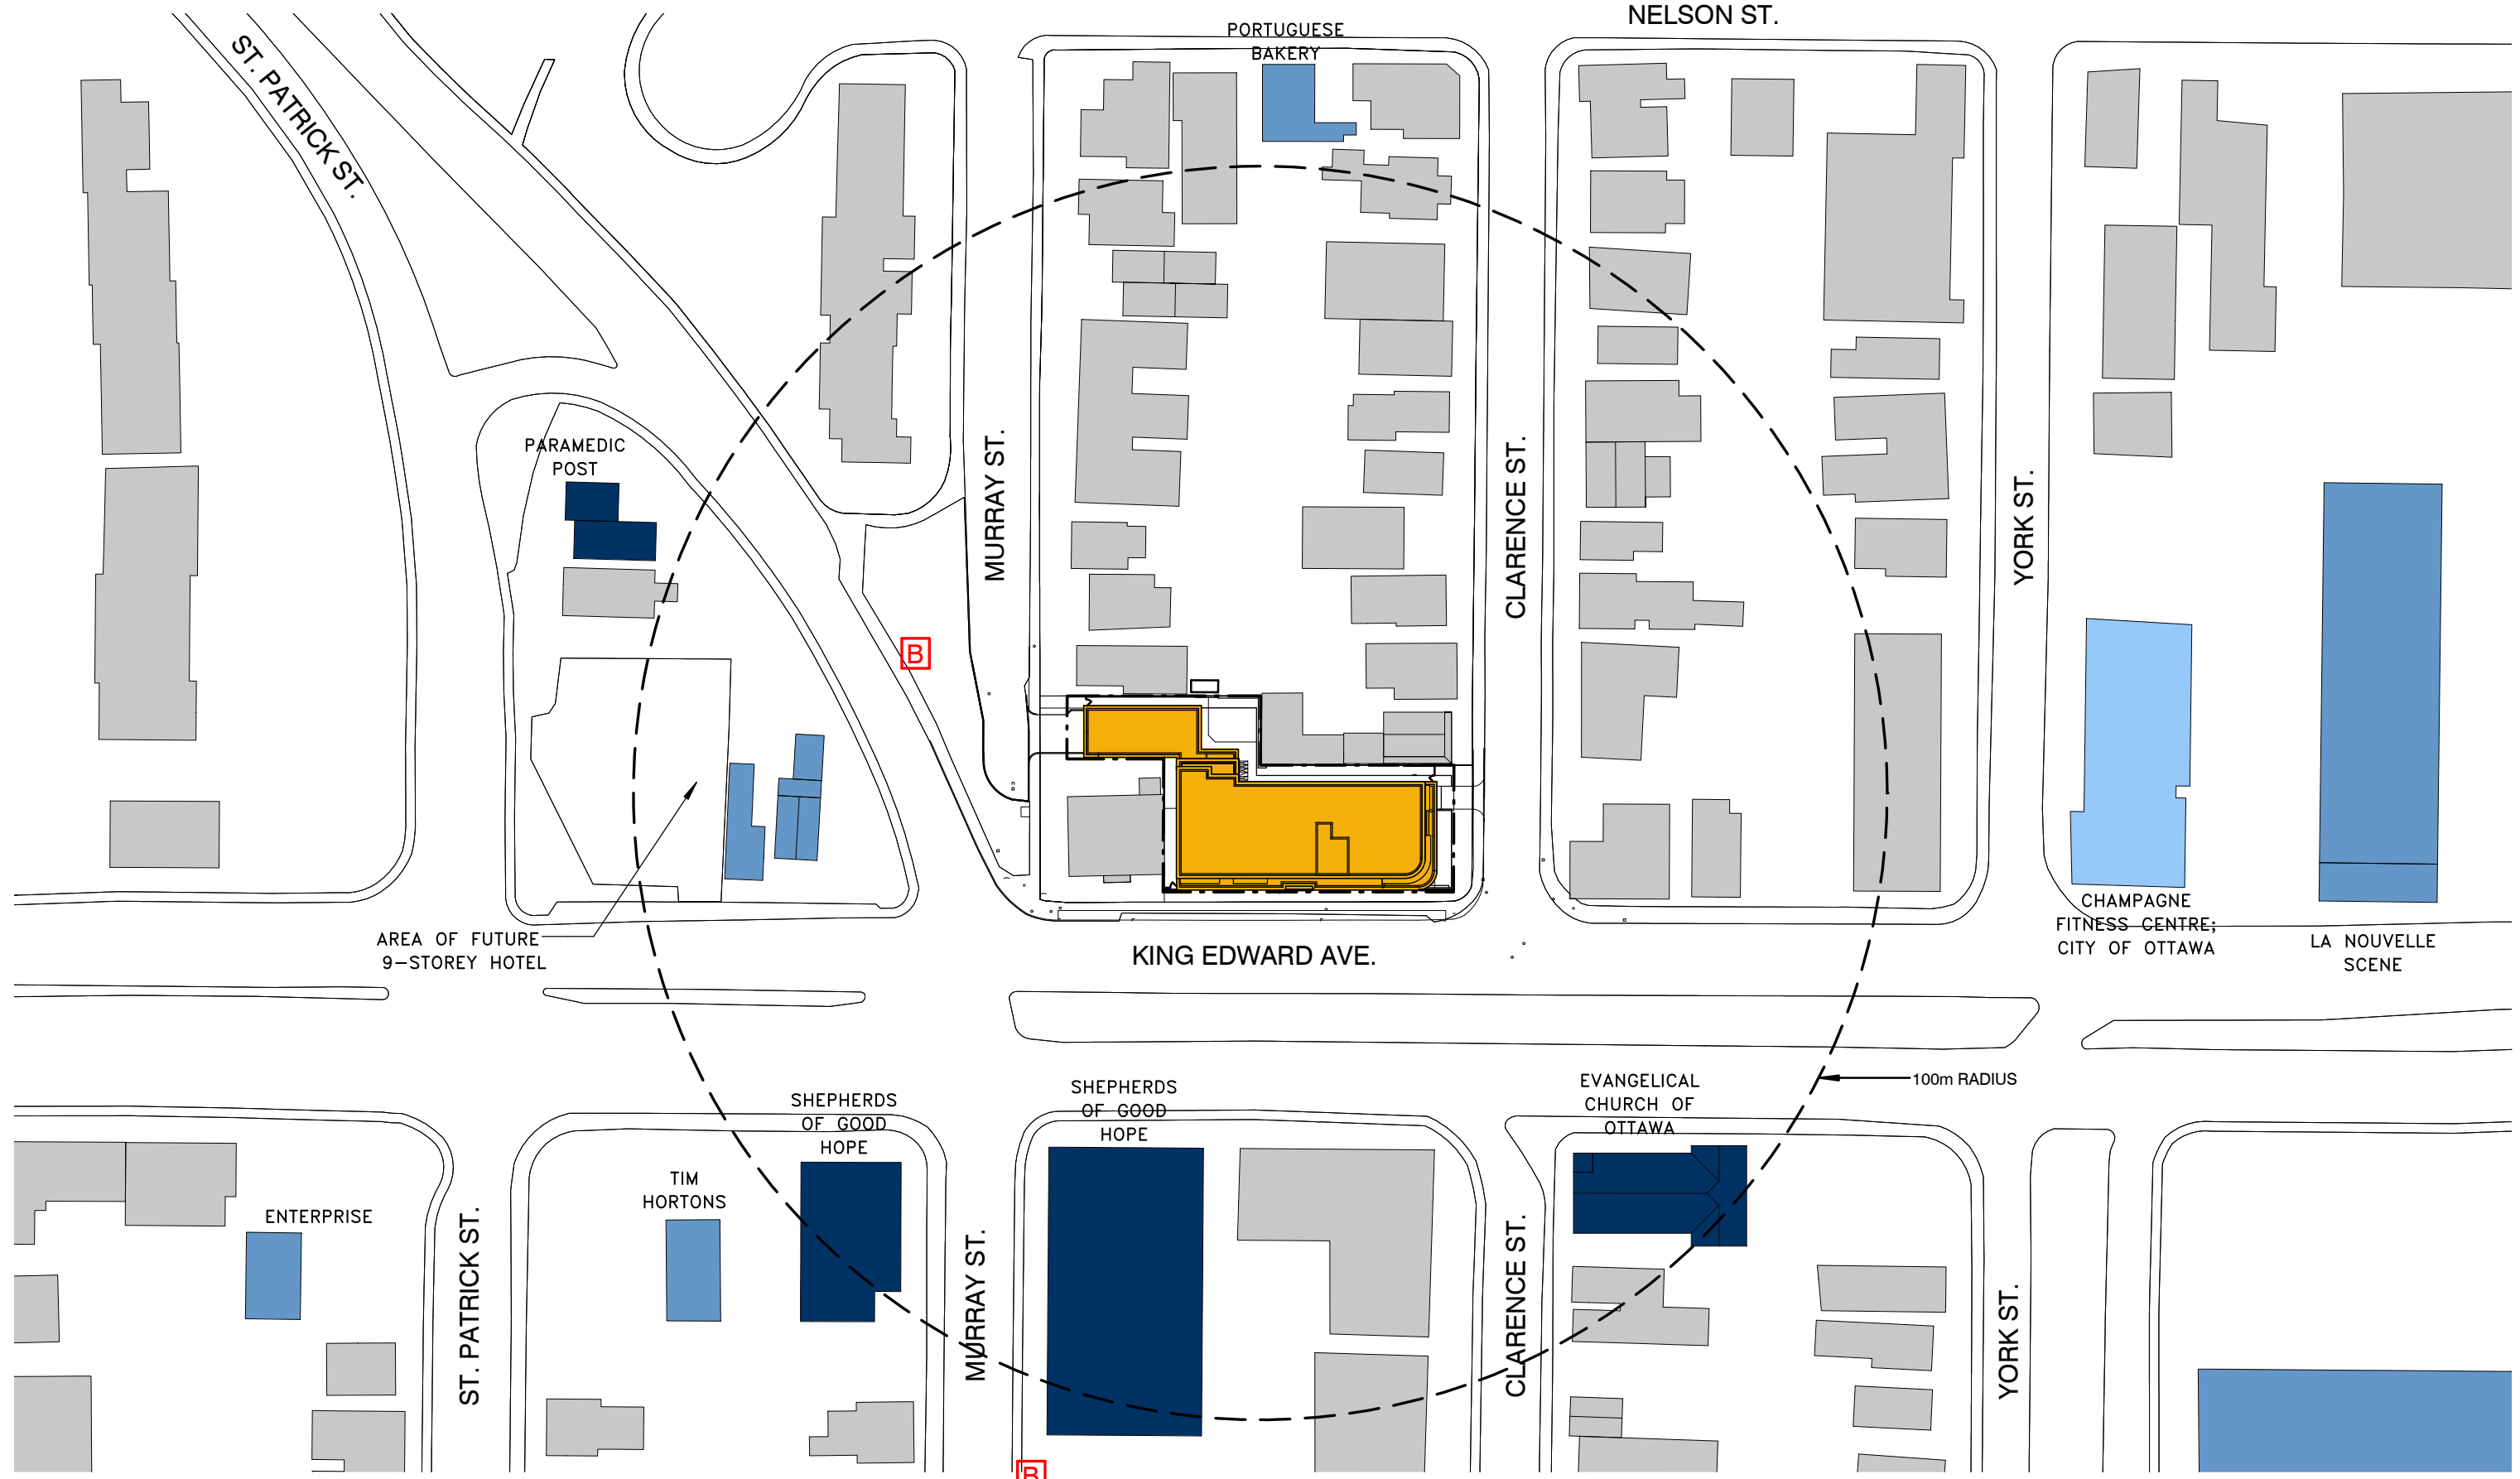 NELSON ST.
PORTUGUESE
BAKERY
ST. PATRICK ST.
PARAMEDIC
POST
MURRAY ST.
CLARENCE ST.
YORK ST.
B
AREA OF FUTURE
9-STOREY HOTEL
KING EDWARD AVE.
CHAMPAGNE
FITNESS CENTRE;
CITY OF OTTAWA
LA NOUVELLE
SCENE
100m RADIUS
SHEPHERDS
OF GOOD
HOPE
SHEPHERDS
OF GOOD
HOPE
EVANGELICAL
CHURCH OF
OTTAWA
TIM
HORTONS
ENTERPRISE
ST. PATRICK ST.
MURRAY ST.
CLARENCE ST.
YORK ST.
B